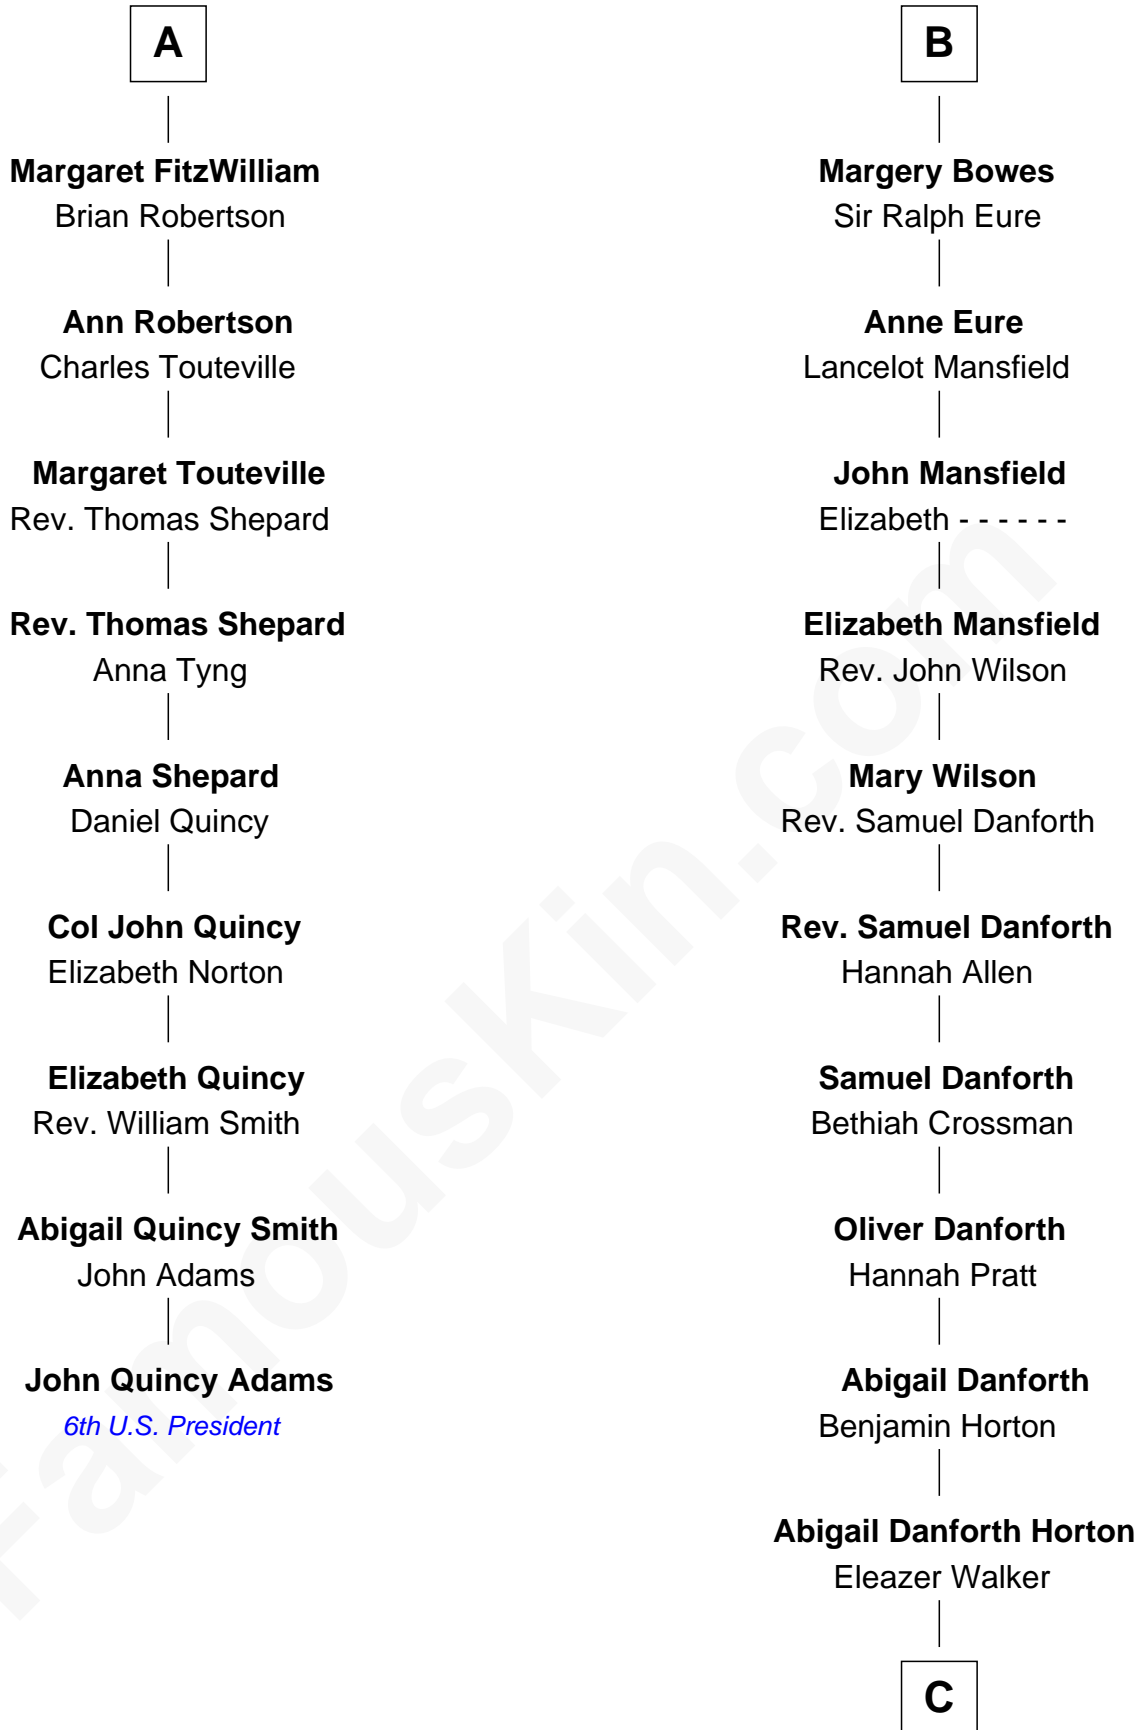 A
Margaret FitzWilliam
Brian Robertson
Ann Robertson
Charles Touteville
Margaret Touteville
Rev. Thomas Shepard
Rev. Thomas Shepard
Anna Tyng
Anna Shepard
Daniel Quincy
Col John Quincy
Elizabeth Norton
Elizabeth Quincy
Rev. William Smith
Abigail Quincy Smith
John Adams
John Quincy Adams
6th U.S. President
B
Margery Bowes
Sir Ralph Eure
Anne Eure
Lancelot Mansfield
John Mansfield
Elizabeth - - - - - -
Elizabeth Mansfield
Rev. John Wilson
Mary Wilson
Rev. Samuel Danforth
Rev. Samuel Danforth
Hannah Allen
Samuel Danforth
Bethiah Crossman
Oliver Danforth
Hannah Pratt
Abigail Danforth
Benjamin Horton
Abigail Danforth Horton
Eleazer Walker
C
FamousKin.com